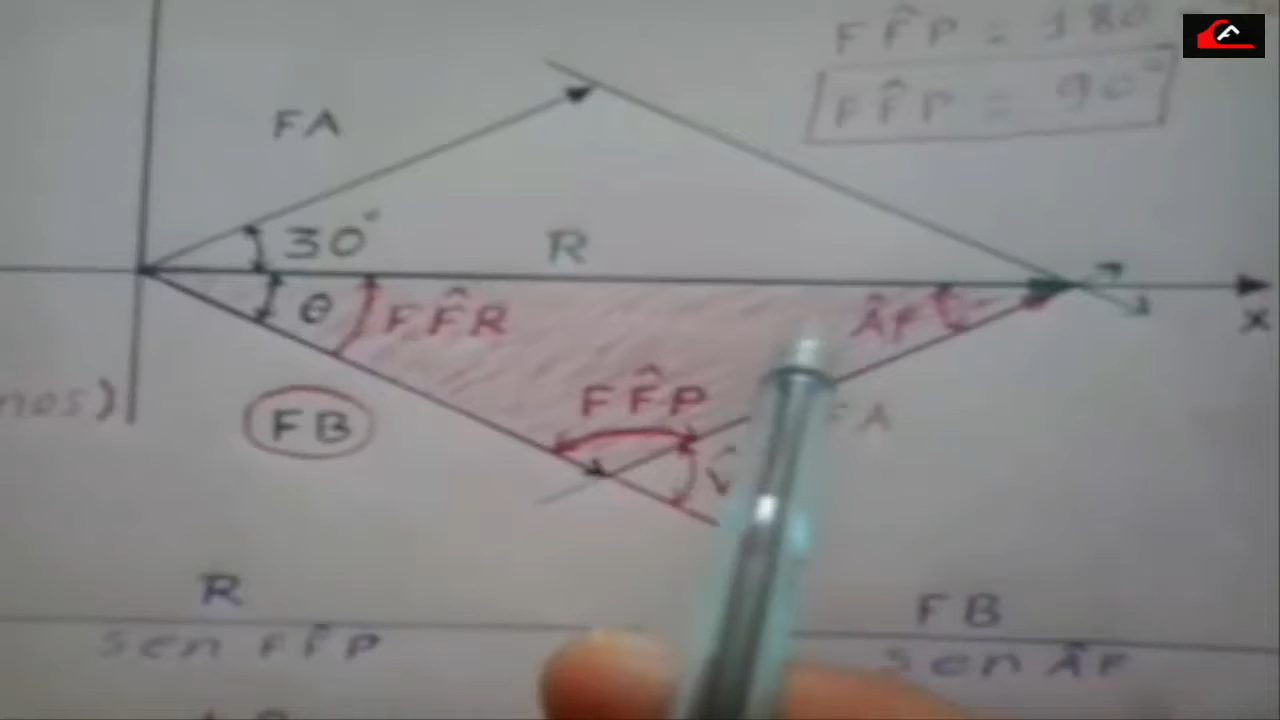 FF̂P = 180
FF̂P = 90°
FA
30°
R
θ
FF̂R
ÂF
x
nos)
FB
FF̂P
FA
V̂
R
FB
sen FF̂P
sen ÂF